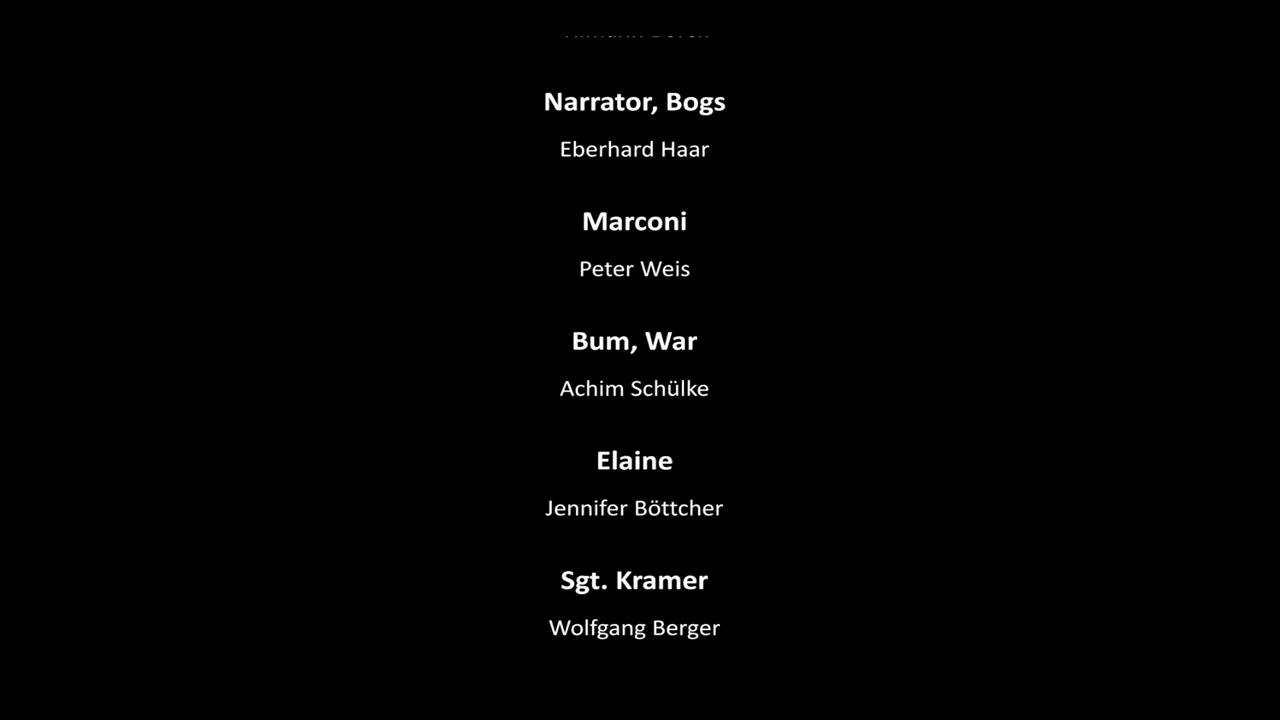 Narrator, Bogs
Eberhard Haar
Marconi
Peter Weis
Bum, War
Achim Schülke
Elaine
Jennifer Böttcher
Sgt. Kramer
Wolfgang Berger